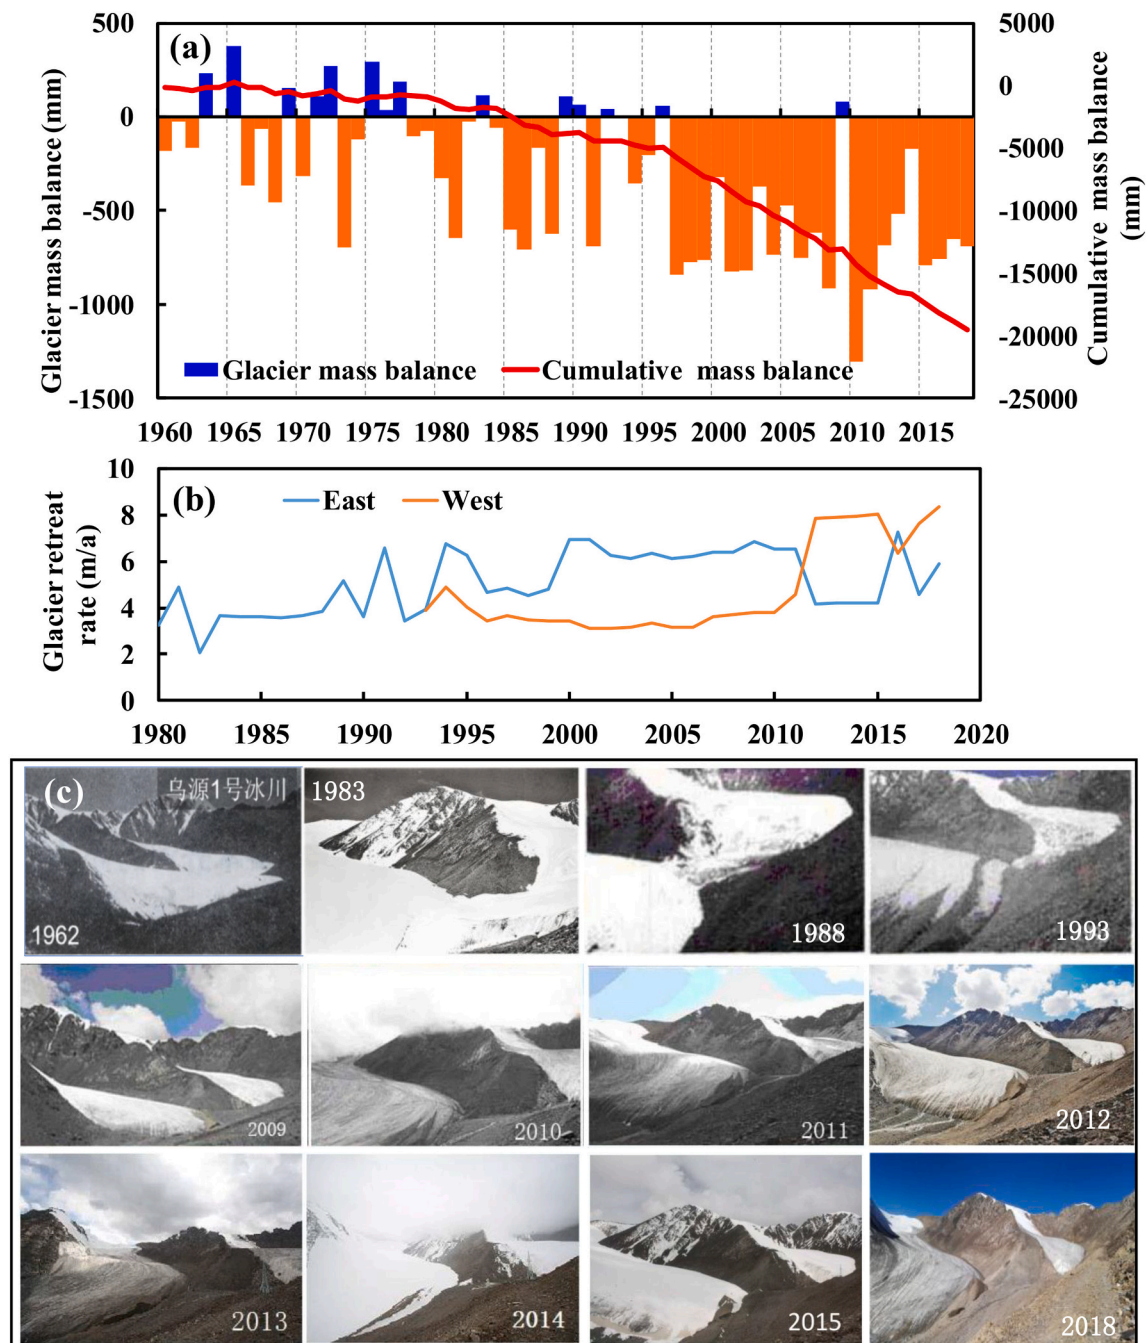 (a)
Glacier mass balance (mm)
500
0
-500
-1000
-1500
Cumulative mass balance
(mm)
5000
0
-5000
-10000
-15000
-20000
-25000
Glacier mass balance
Cumulative mass balance
1960 1965 1970 1975 1980 1985 1990 1995 2000 2005 2010 2015
(b)
Glacier retreat
rate (m/a)
10
8
6
4
2
0
East
West
1980 1985 1990 1995 2000 2005 2010 2015 2020
(c)
乌源1号冰川
1962
1983
1988
1993
2009
2010
2011
2012
2013
2014
2015
2018